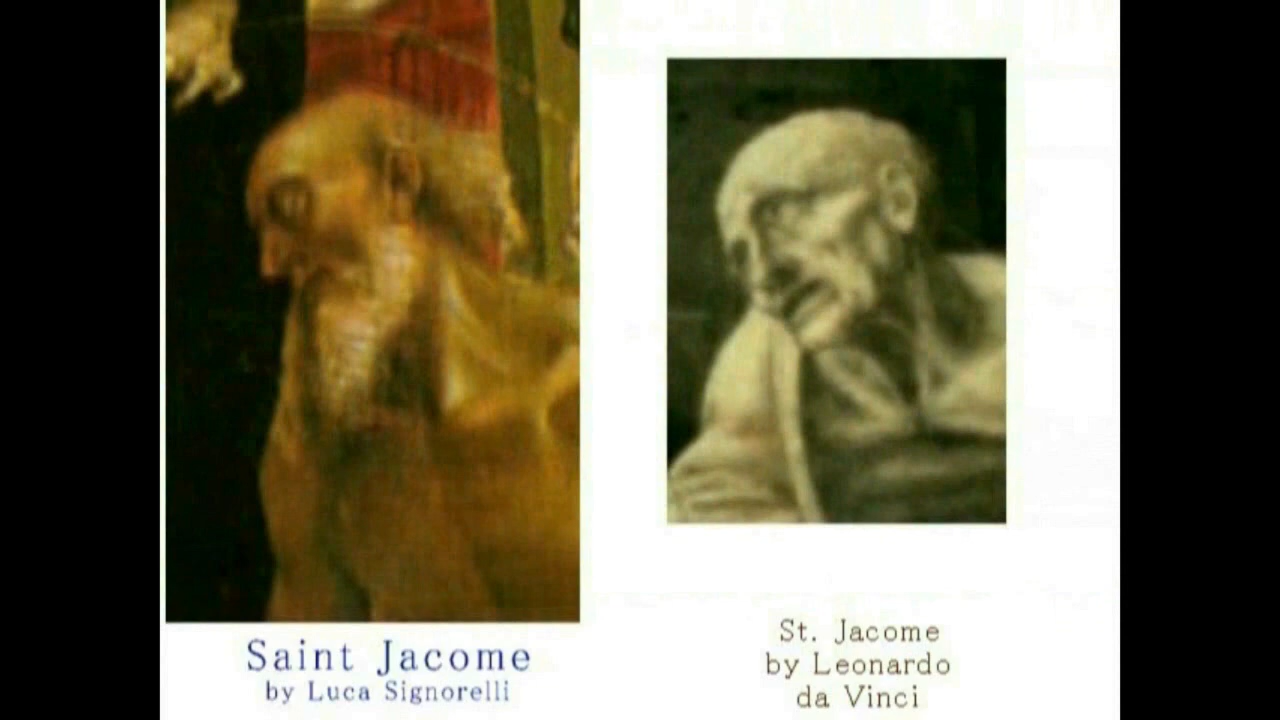 Saint Jacome
by Luca Signorelli
St. Jacome
by Leonardo
da Vinci